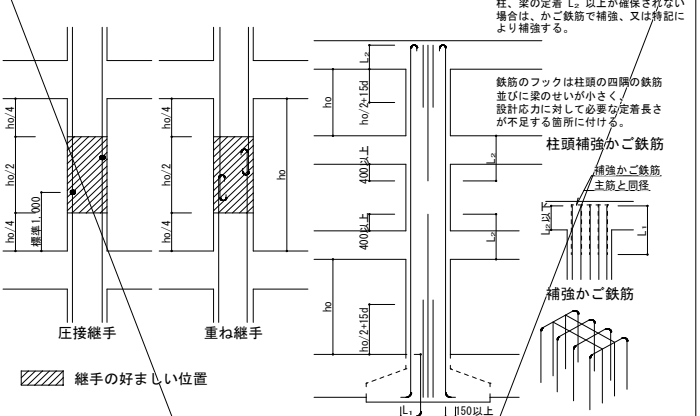 柱、梁の定着 L₂ 以上が確保されない
場合は、かご鉄筋で補強、又は特記に
より補強する。
鉄筋のフックは柱頭の四隅の鉄筋
並びに梁のせいが小さく、
設計応力に対して必要な定着長さ
が不足する箇所に付ける。
柱頭補強かご鉄筋
補強かご鉄筋
主筋と同径
L₂以下
L₁
補強かご鉄筋
ho/4
ho/2
ho/4
標準1,000
圧接継手
ho/4
ho/2
ho/4
ho
重ね継手
継手の好ましい位置
L₂
ho
ho/2+15d
400以上
L₂
400以上
L₂
ho
ho/2+15d
L₁
150以上